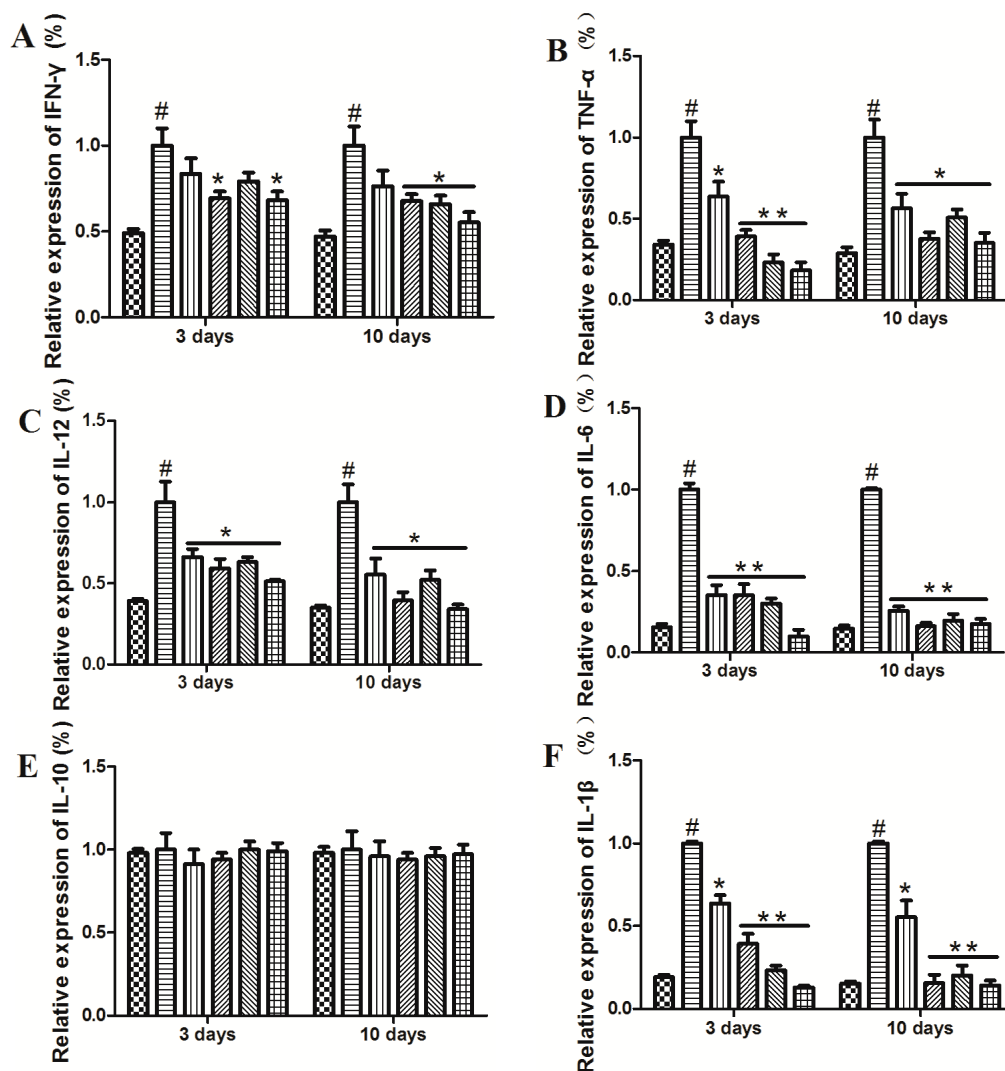 A
Relative expression of IFN-γ (%)
1.5
1.0
0.5
0.0
#
*
*
#
*
3 days
10 days
B
Relative expression of TNF-α (%)
1.5
1.0
0.5
0.0
#
*
**
#
*
3 days
10 days
C
Relative expression of IL-12 (%)
1.5
1.0
0.5
0.0
#
*
#
*
3 days
10 days
D
Relative expression of IL-6 (%)
1.5
1.0
0.5
0.0
#
**
#
**
3 days
10 days
E
Relative expression of IL-10 (%)
1.5
1.0
0.5
0.0
3 days
10 days
F
Relative expression of IL-1β (%)
1.5
1.0
0.5
0.0
#
*
**
#
*
**
3 days
10 days